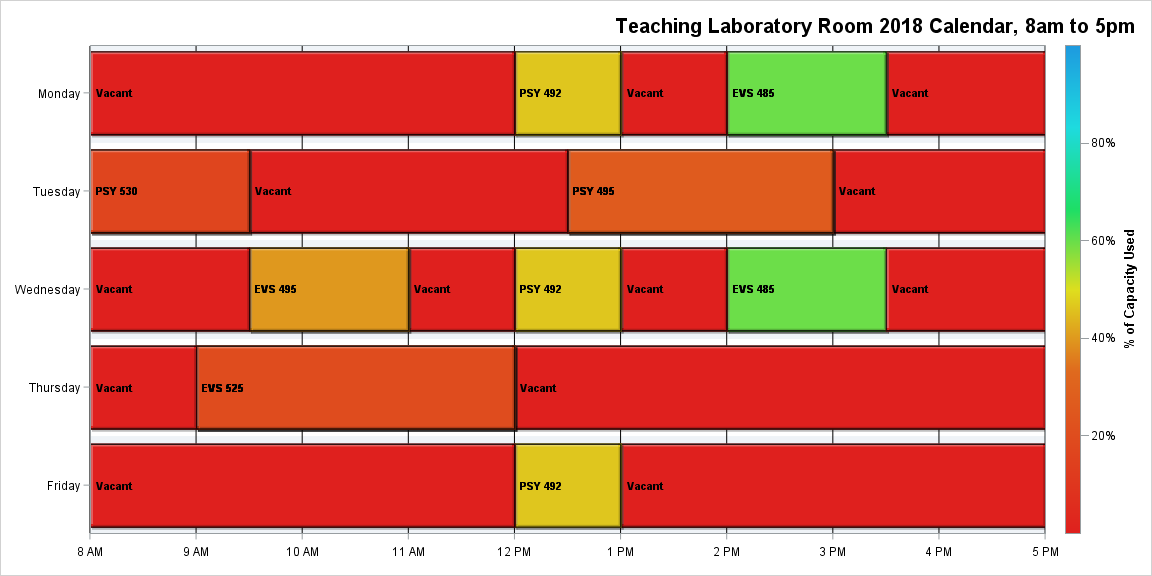 Teaching Laboratory Room 2018 Calendar, 8am to 5pm
Monday
Vacant
PSY 492
Vacant
EVS 485
Vacant
Tuesday
PSY 530
Vacant
PSY 495
Vacant
Wednesday
Vacant
EVS 495
Vacant
PSY 492
Vacant
EVS 485
Vacant
Thursday
Vacant
EVS 525
Vacant
Friday
Vacant
PSY 492
Vacant
8 AM
9 AM
10 AM
11 AM
12 PM
1 PM
2 PM
3 PM
4 PM
5 PM
80%
60%
40%
20%
% of Capacity Used